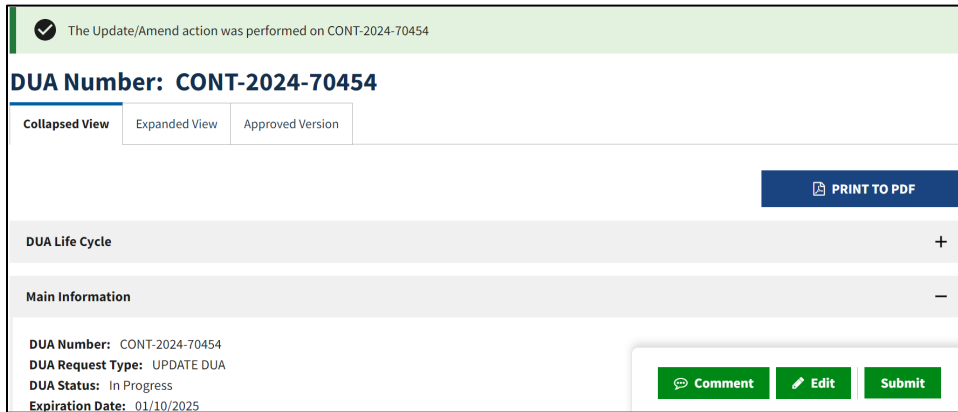 The Update/Amend action was performed on CONT-2024-70454
DUA Number: CONT-2024-70454
Collapsed View Expanded View Approved Version
PRINT TO PDF
DUA Life Cycle
Main Information
DUA Number: CONT-2024-70454
DUA Request Type: UPDATE DUA
DUA Status: In Progress
Expiration Date: 01/10/2025
Comment Edit Submit